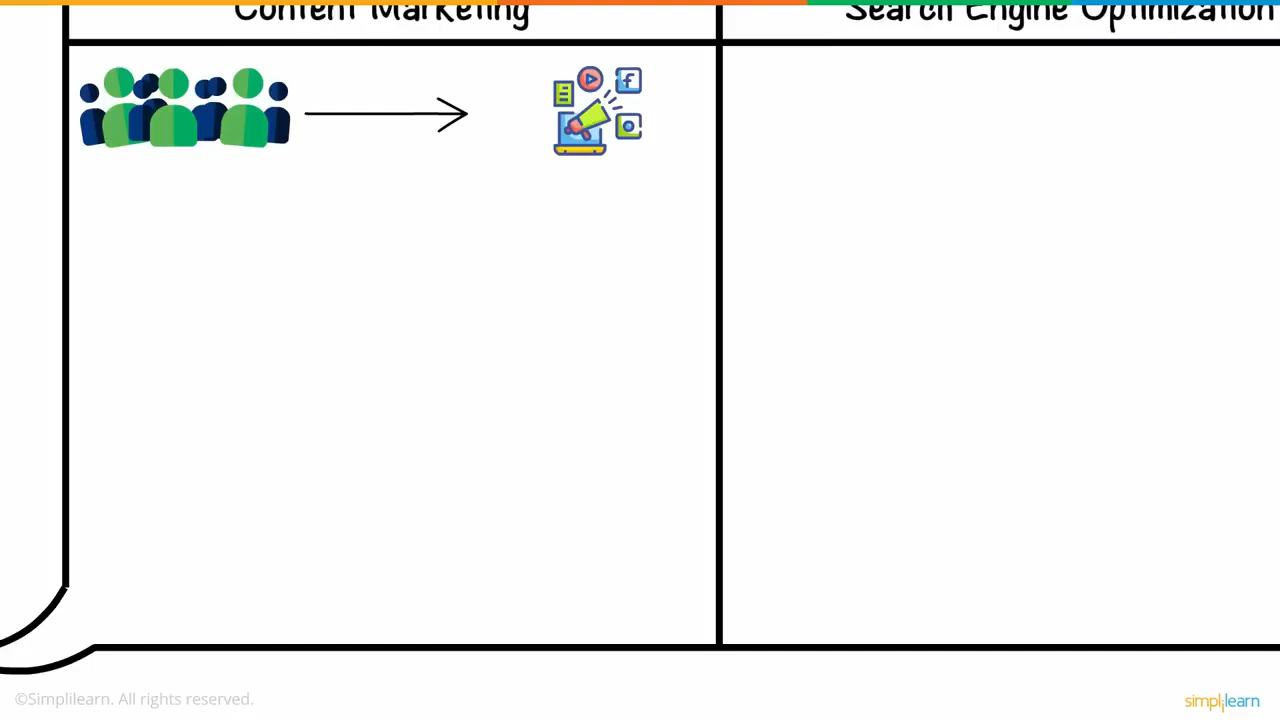 Content Marketing
Search Engine Optimization
©Simplilearn. All rights reserved.
simplilearn